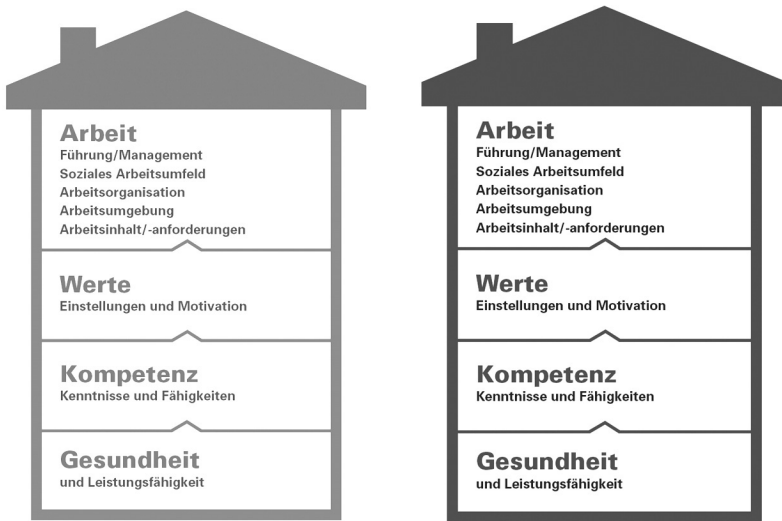 Arbeit
Führung/Management
Soziales Arbeitsumfeld
Arbeitsorganisation
Arbeitsumgebung
Arbeitsinhalt/-anforderungen
Werte
Einstellungen und Motivation
Kompetenz
Kenntnisse und Fähigkeiten
Gesundheit
und Leistungsfähigkeit
Arbeit
Führung/Management
Soziales Arbeitsumfeld
Arbeitsorganisation
Arbeitsumgebung
Arbeitsinhalt/-anforderungen
Werte
Einstellungen und Motivation
Kompetenz
Kenntnisse und Fähigkeiten
Gesundheit
und Leistungsfähigkeit